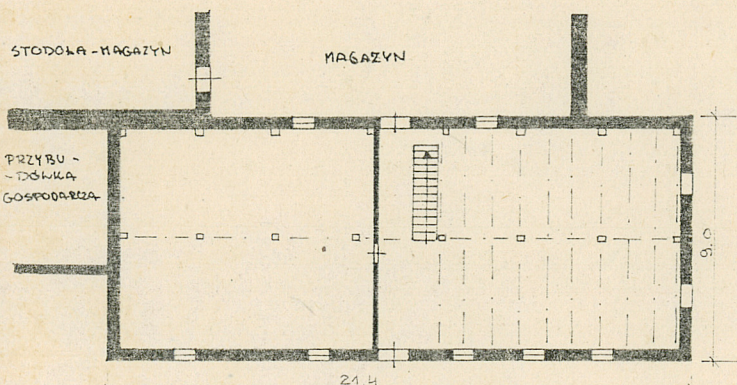 STODOŁA-MAGAZYN
MAGAZYN
PRZYBU-
-DÓWKA
GOSPODARCZA
9.0
21.4